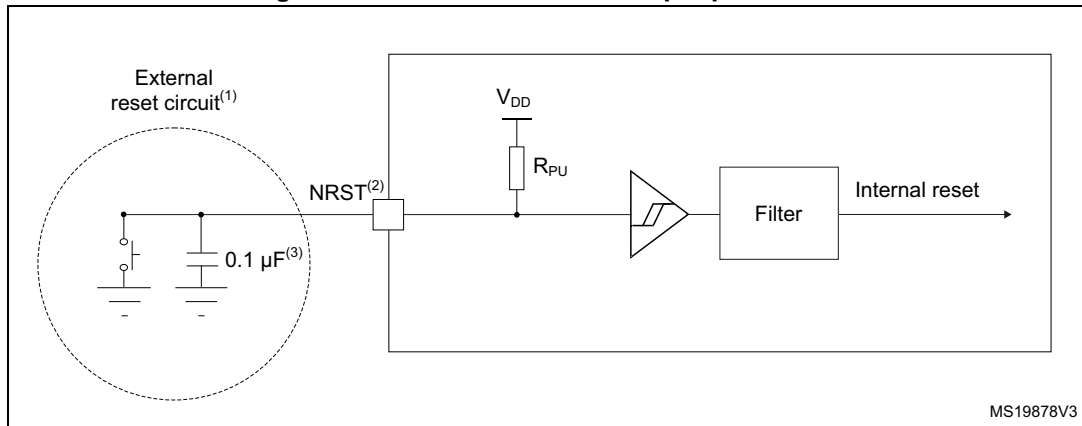 External
reset circuit(1)
VDD
RPU
NRST(2)
Filter
Internal reset
0.1 µF(3)
MS19878V3